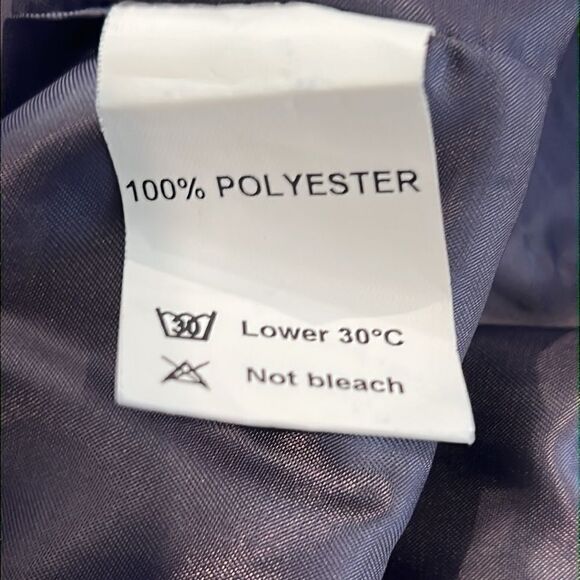 100% POLYESTER
30 Lower 30°C
Not bleach